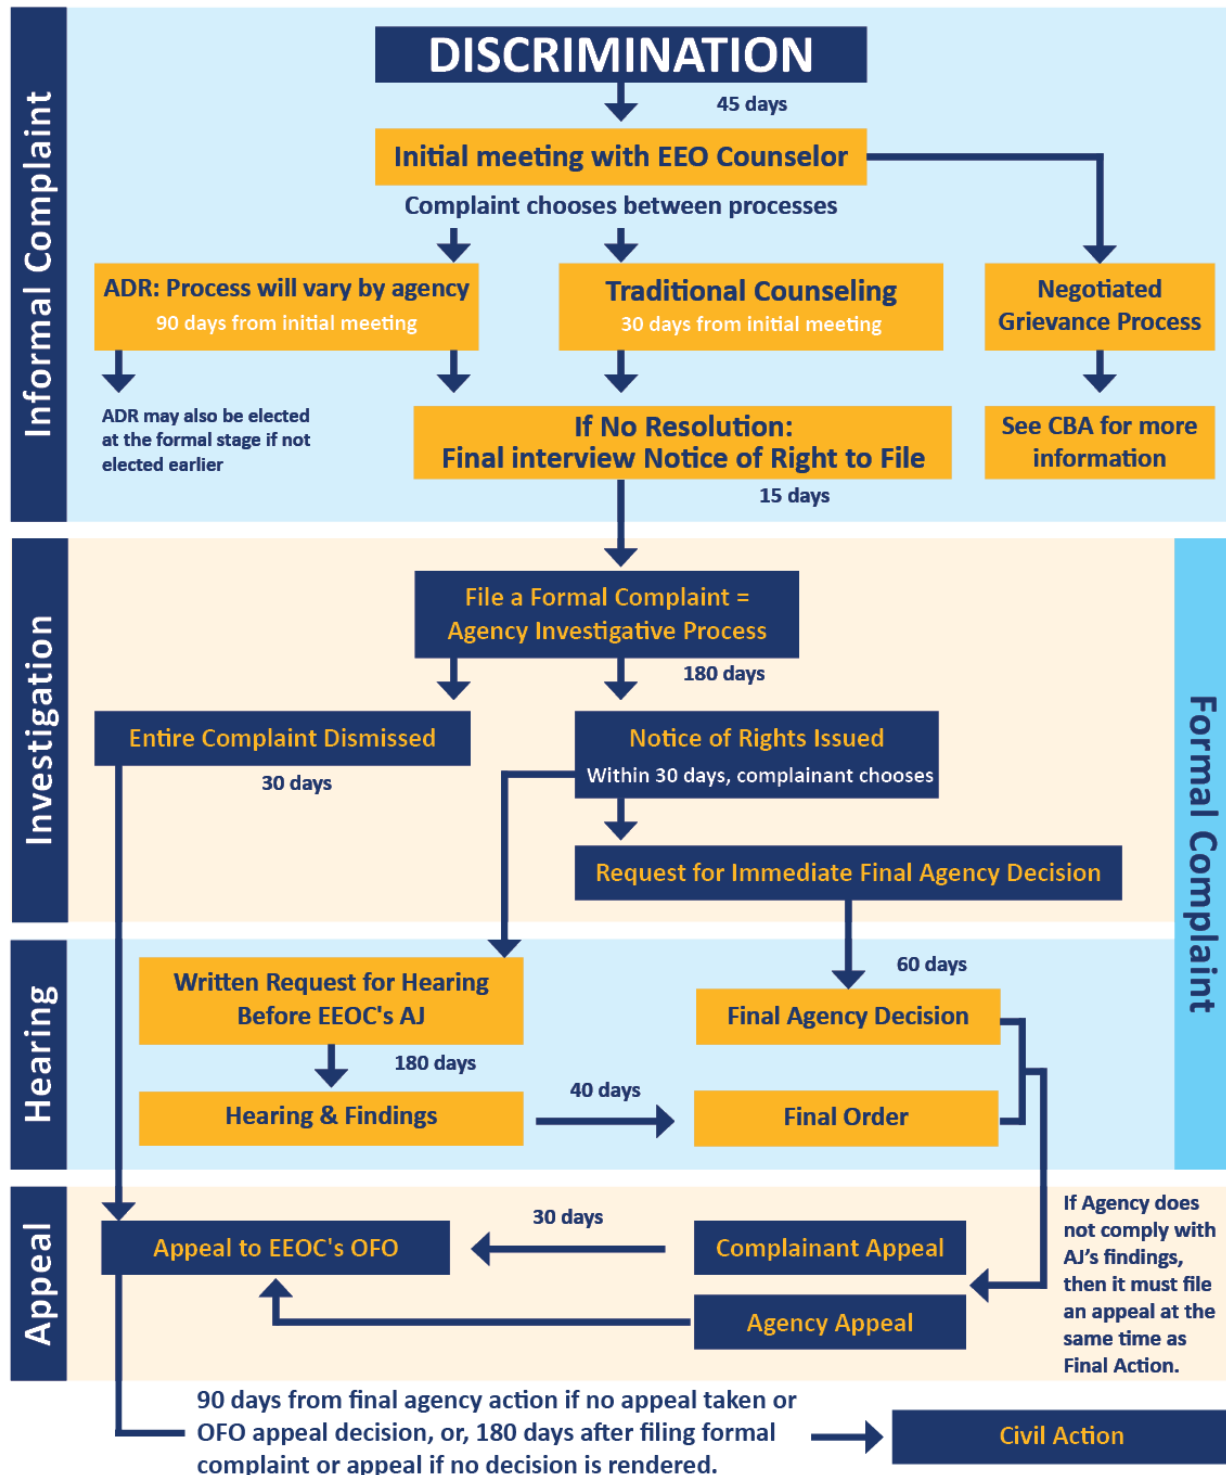 Informal Complaint
DISCRIMINATION
45 days
Initial meeting with EEO Counselor
Complaint chooses between processes
ADR: Process will vary by agency
90 days from initial meeting
Traditional Counseling
30 days from initial meeting
Negotiated
Grievance Process
ADR may also be elected
at the formal stage if not
elected earlier
If No Resolution:
Final interview Notice of Right to File
See CBA for more
information
15 days
Investigation
Formal Complaint
File a Formal Complaint =
Agency Investigative Process
180 days
Entire Complaint Dismissed
30 days
Notice of Rights Issued
Within 30 days, complainant chooses
Request for Immediate Final Agency Decision
Hearing
Written Request for Hearing
Before EEOC's AJ
60 days
Final Agency Decision
180 days
Hearing & Findings
40 days
Final Order
Appeal
Appeal to EEOC's OFO
30 days
Complainant Appeal
Agency Appeal
If Agency does
not comply with
AJ’s findings,
then it must file
an appeal at the
same time as
Final Action.
90 days from final agency action if no appeal taken or
OFO appeal decision, or, 180 days after filing formal
complaint or appeal if no decision is rendered.
Civil Action